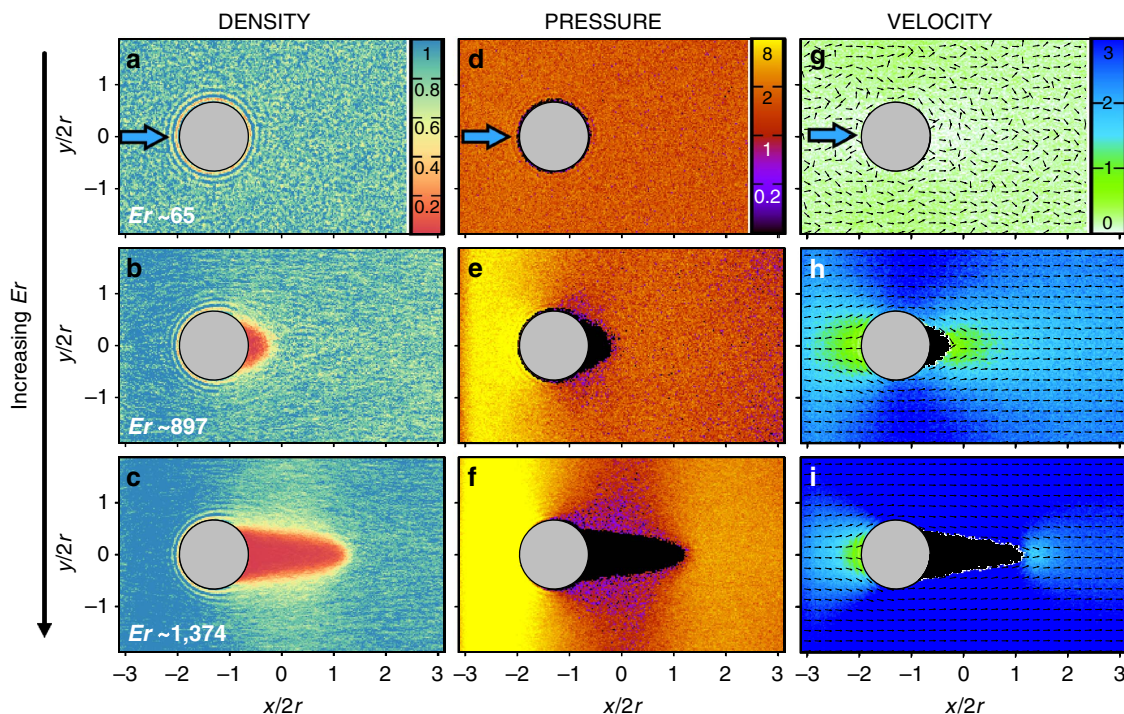 DENSITY PRESSURE VELOCITY
a d g
1 8 3
0.8 2 2
0.6 1 1
0.4 0.2 0
0.2
1
0
−1
y/2r
Er ~65
b e h
1
0
−1
y/2r
Er ~897
Increasing Er
c f i
1
0
−1
y/2r
Er ~1,374
−3 −2 −1 0 1 2 3 −3 −2 −1 0 1 2 3 −3 −2 −1 0 1 2 3
x/2r x/2r x/2r